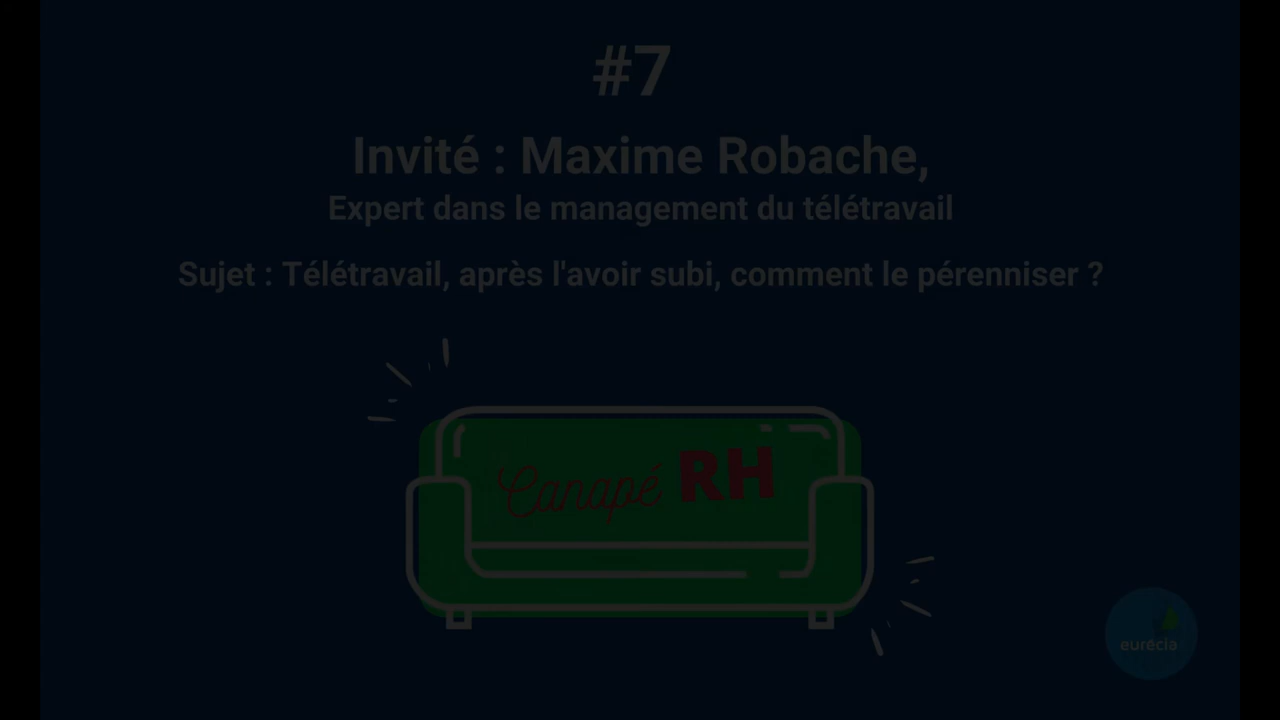 #7
Invité : Maxime Robache,
Expert dans le management du télétravail
Sujet : Télétravail, après l'avoir subi, comment le pérenniser ?
Canapé RH
eurécia